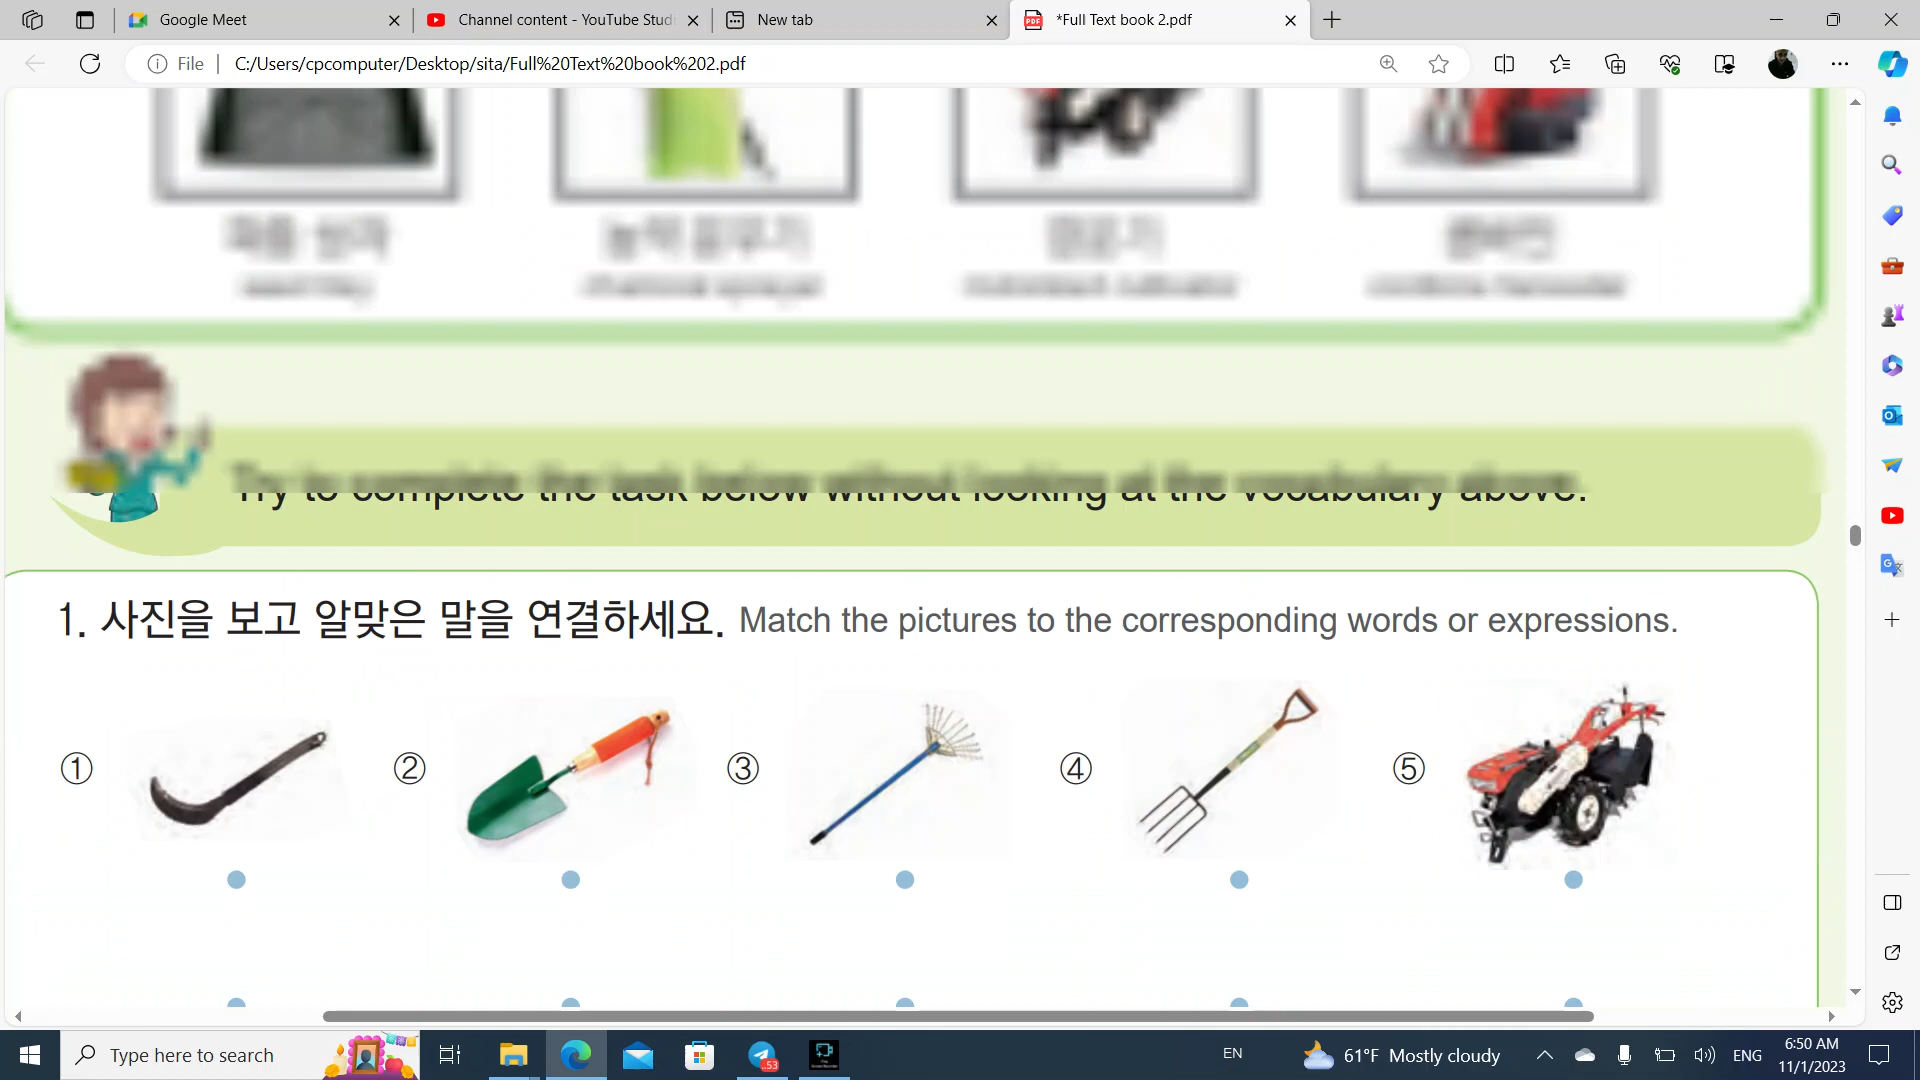 Google Meet
Channel content - YouTube Stud
New tab
*Full Text book 2.pdf
File
C:/Users/cpcomputer/Desktop/sita/Full%20Text%20book%202.pdf
Try to complete the task below without looking at the vocabulary above.
1. 사진을 보고 알맞은 말을 연결하세요. Match the pictures to the corresponding words or expressions.
① ② ③ ④ ⑤
Type here to search
.53
EN
61°F Mostly cloudy
ENG
6:50 AM
11/1/2023